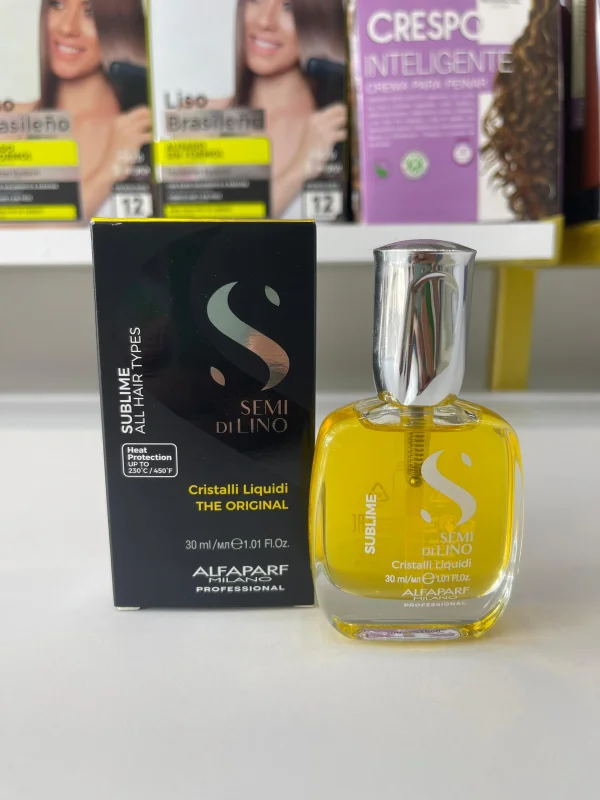 Liso
Brasileño
12
Liso
Brasileño
12
CRESPO
INTELIGENTE
CREMA PARA PEINAR
SUBLIME
ALL HAIR TYPES
Heat
Protection
UP TO
230°C / 450°F
SEMI
DI LINO
Cristalli Liquidi
THE ORIGINAL
30 ml/мл℮1.01 Fl.Oz.
ALFAPARF
MILANO
PROFESSIONAL
SUBLIME
SEMI
DI LINO
Cristalli Liquidi
30 ml/мл℮1.01 Fl.Oz.
ALFAPARF
MILANO
PROFESSIONAL